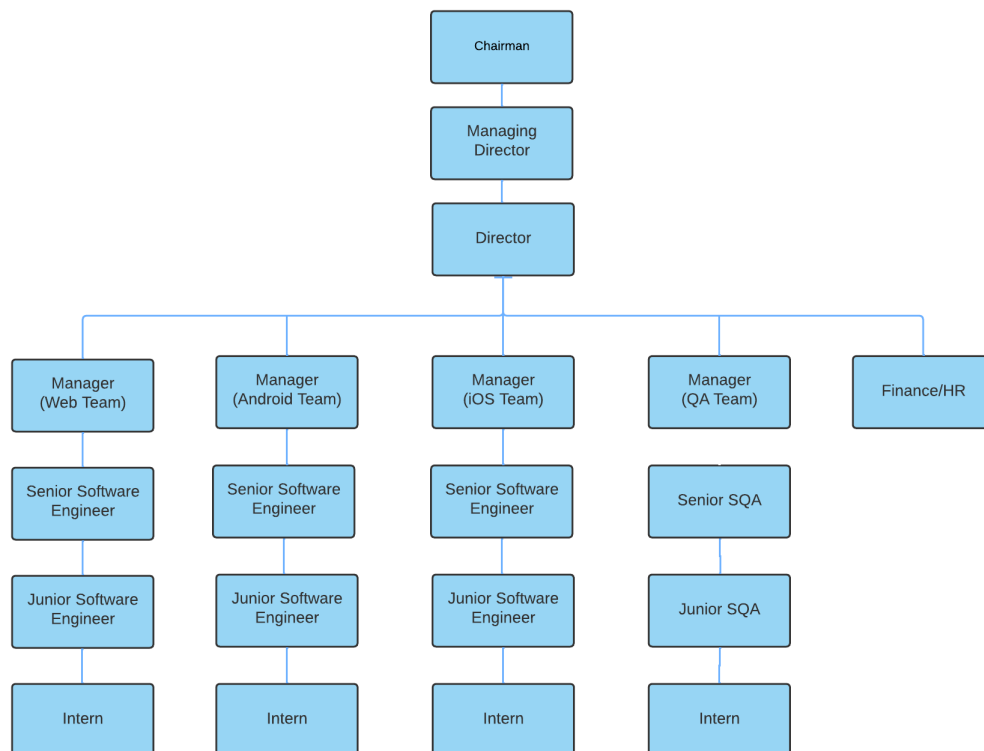 Chairman
Managing
Director
Director
Manager
(Web Team)
Manager
(Android Team)
Manager
(iOS Team)
Manager
(QA Team)
Finance/HR
Senior Software
Engineer
Senior Software
Engineer
Senior Software
Engineer
Senior SQA
Junior Software
Engineer
Junior Software
Engineer
Junior Software
Engineer
Junior SQA
Intern
Intern
Intern
Intern